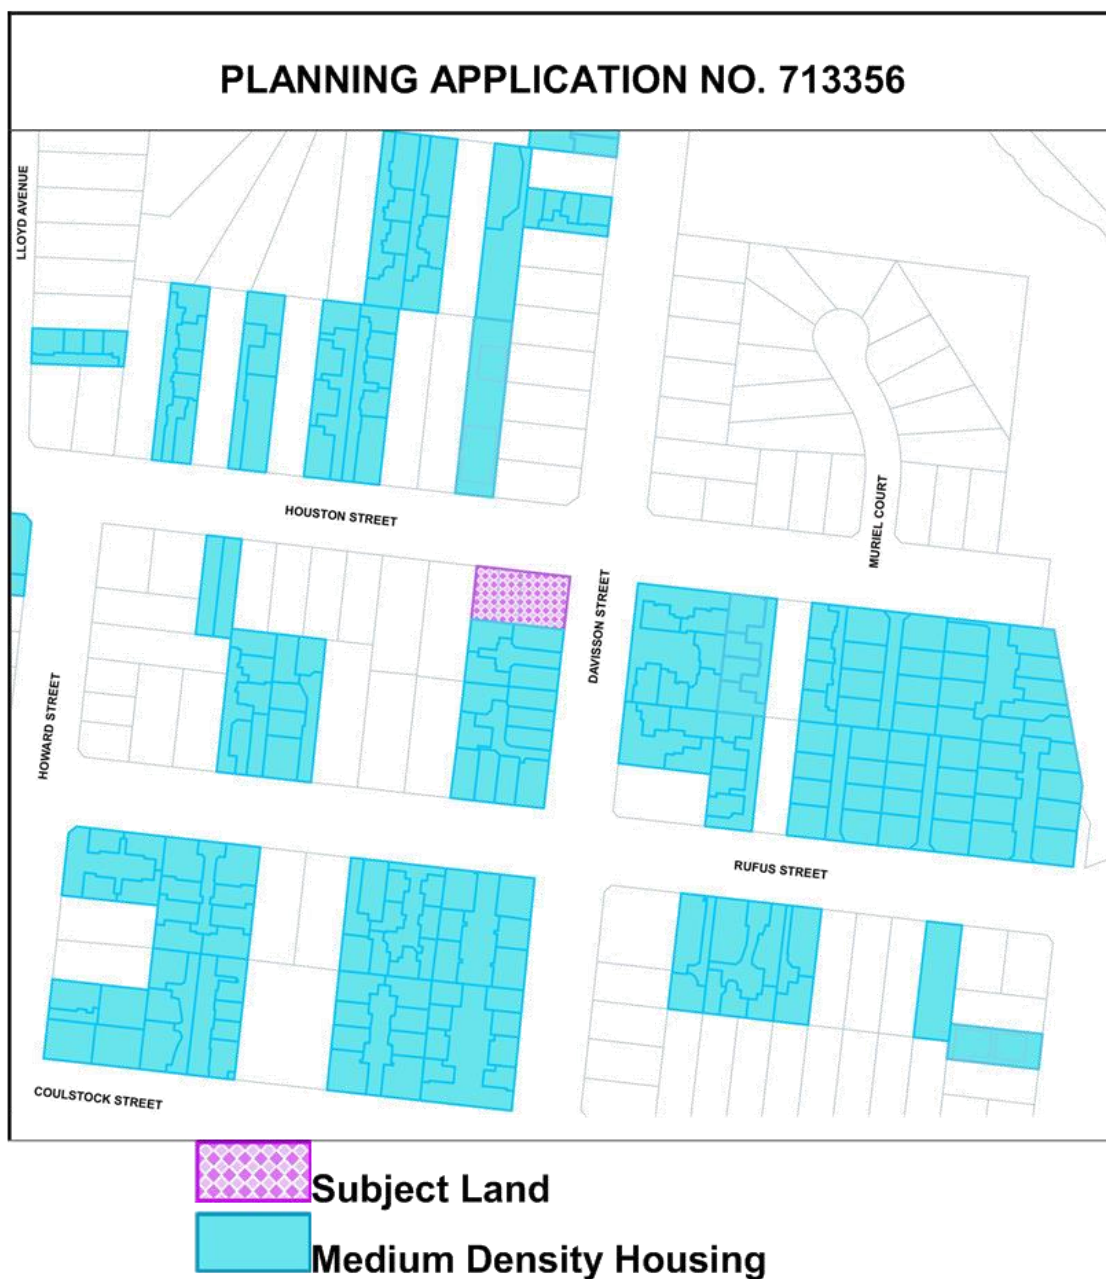 PLANNING APPLICATION NO. 713356
LLOYD AVENUE
HOUSTON STREET
MURIEL COURT
DAVISSON STREET
HOWARD STREET
RUFUS STREET
COULSTOCK STREET
Subject Land
Medium Density Housing